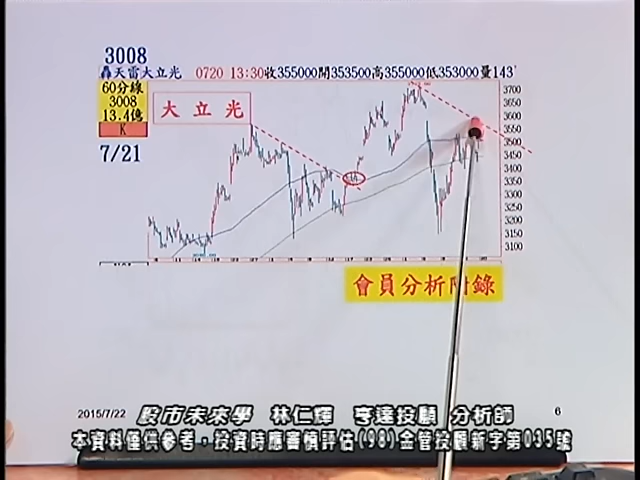 3008
天雷大立光 0720 13:30收355000開353500高355000低353000量143
60分線
3008
13.4億
K
大立光
7/21
3700
3650
3600
3550
3500
3450
3400
3350
3300
3250
3200
3150
3100
會員分析附錄
2015/7/22
6
股市未來學 林仁輝 亨達投顧 分析師
本資料僅供參考，投資時應審慎評估(98)金管投顧新字第035號